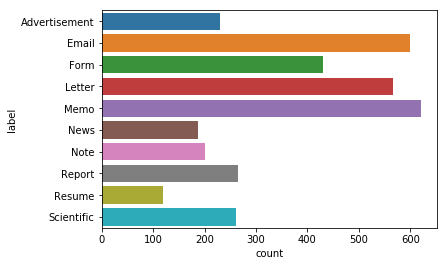 Advertisement
Email
Form
Letter
Memo
News
Note
Report
Resume
Scientific
label
0 100 200 300 400 500 600
count